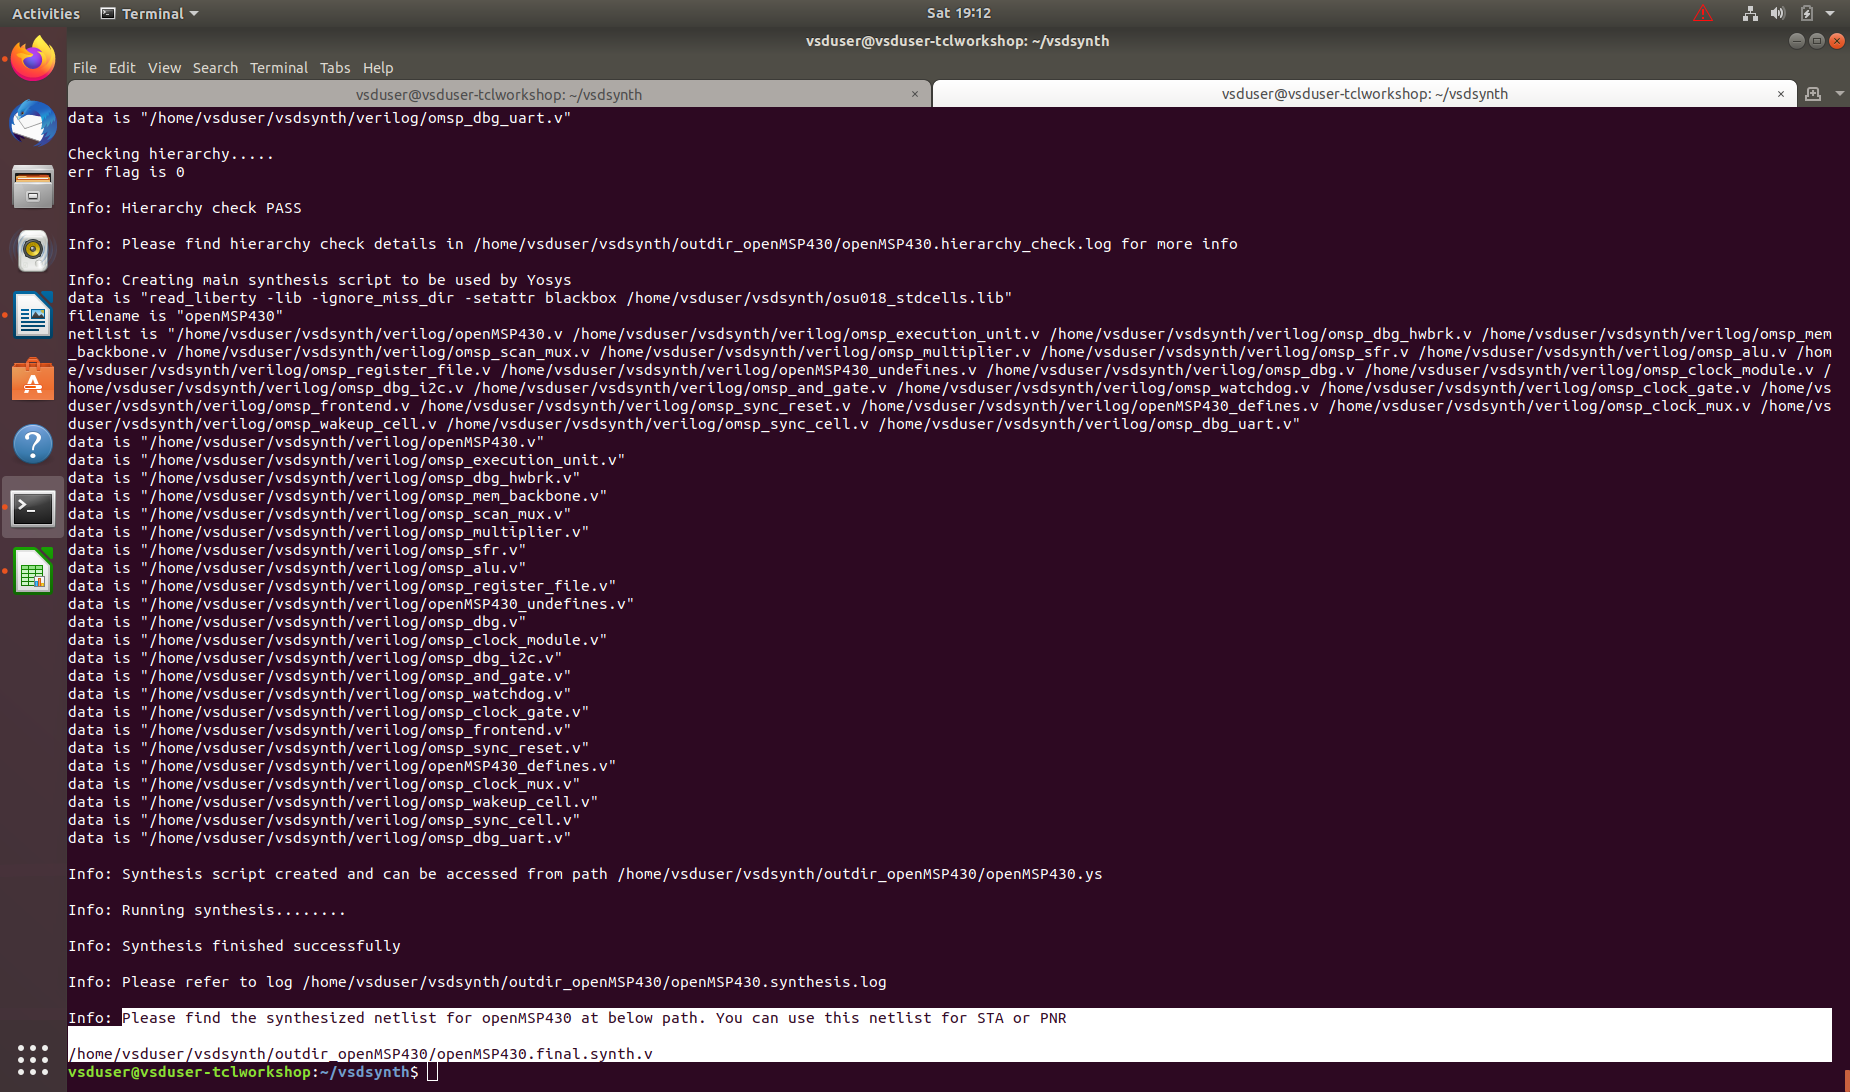 Activities
Terminal
Sat 19:12
vsduser@vsduser-tclworkshop: ~/vsdsynth
File Edit View Search Terminal Tabs Help
vsduser@vsduser-tclworkshop: ~/vsdsynth
vsduser@vsduser-tclworkshop: ~/vsdsynth
data is "/home/vsduser/vsdsynth/verilog/omsp_dbg_uart.v"
Checking hierarchy.....
err flag is 0
Info: Hierarchy check PASS
Info: Please find hierarchy check details in /home/vsduser/vsdsynth/outdir_openMSP430/openMSP430.hierarchy_check.log for more info
Info: Creating main synthesis script to be used by Yosys
data is "read_liberty -lib -ignore_miss_dir -setattr blackbox /home/vsduser/vsdsynth/osu018_stdcells.lib"
filename is "openMSP430"
netlist is "/home/vsduser/vsdsynth/verilog/openMSP430.v /home/vsduser/vsdsynth/verilog/omsp_execution_unit.v /home/vsduser/vsdsynth/verilog/omsp_dbg_hwbrk.v /home/vsduser/vsdsynth/verilog/omsp_mem
_backbone.v /home/vsduser/vsdsynth/verilog/omsp_scan_mux.v /home/vsduser/vsdsynth/verilog/omsp_multiplier.v /home/vsduser/vsdsynth/verilog/omsp_sfr.v /home/vsduser/vsdsynth/verilog/omsp_alu.v /hom
e/vsduser/vsdsynth/verilog/omsp_register_file.v /home/vsduser/vsdsynth/verilog/openMSP430_undefines.v /home/vsduser/vsdsynth/verilog/omsp_dbg.v /home/vsduser/vsdsynth/verilog/omsp_clock_module.v /
home/vsduser/vsdsynth/verilog/omsp_dbg_i2c.v /home/vsduser/vsdsynth/verilog/omsp_and_gate.v /home/vsduser/vsdsynth/verilog/omsp_watchdog.v /home/vsduser/vsdsynth/verilog/omsp_clock_gate.v /home/vs
duser/vsdsynth/verilog/omsp_frontend.v /home/vsduser/vsdsynth/verilog/omsp_sync_reset.v /home/vsduser/vsdsynth/verilog/openMSP430_defines.v /home/vsduser/vsdsynth/verilog/omsp_clock_mux.v /home/vs
duser/vsdsynth/verilog/omsp_wakeup_cell.v /home/vsduser/vsdsynth/verilog/omsp_sync_cell.v /home/vsduser/vsdsynth/verilog/omsp_dbg_uart.v"
data is "/home/vsduser/vsdsynth/verilog/openMSP430.v"
data is "/home/vsduser/vsdsynth/verilog/omsp_execution_unit.v"
data is "/home/vsduser/vsdsynth/verilog/omsp_dbg_hwbrk.v"
data is "/home/vsduser/vsdsynth/verilog/omsp_mem_backbone.v"
data is "/home/vsduser/vsdsynth/verilog/omsp_scan_mux.v"
data is "/home/vsduser/vsdsynth/verilog/omsp_multiplier.v"
data is "/home/vsduser/vsdsynth/verilog/omsp_sfr.v"
data is "/home/vsduser/vsdsynth/verilog/omsp_alu.v"
data is "/home/vsduser/vsdsynth/verilog/omsp_register_file.v"
data is "/home/vsduser/vsdsynth/verilog/openMSP430_undefines.v"
data is "/home/vsduser/vsdsynth/verilog/omsp_dbg.v"
data is "/home/vsduser/vsdsynth/verilog/omsp_clock_module.v"
data is "/home/vsduser/vsdsynth/verilog/omsp_dbg_i2c.v"
data is "/home/vsduser/vsdsynth/verilog/omsp_and_gate.v"
data is "/home/vsduser/vsdsynth/verilog/omsp_watchdog.v"
data is "/home/vsduser/vsdsynth/verilog/omsp_clock_gate.v"
data is "/home/vsduser/vsdsynth/verilog/omsp_frontend.v"
data is "/home/vsduser/vsdsynth/verilog/omsp_sync_reset.v"
data is "/home/vsduser/vsdsynth/verilog/openMSP430_defines.v"
data is "/home/vsduser/vsdsynth/verilog/omsp_clock_mux.v"
data is "/home/vsduser/vsdsynth/verilog/omsp_wakeup_cell.v"
data is "/home/vsduser/vsdsynth/verilog/omsp_sync_cell.v"
data is "/home/vsduser/vsdsynth/verilog/omsp_dbg_uart.v"
Info: Synthesis script created and can be accessed from path /home/vsduser/vsdsynth/outdir_openMSP430/openMSP430.ys
Info: Running synthesis........
Info: Synthesis finished successfully
Info: Please refer to log /home/vsduser/vsdsynth/outdir_openMSP430/openMSP430.synthesis.log
Info: Please find the synthesized netlist for openMSP430 at below path. You can use this netlist for STA or PNR
/home/vsduser/vsdsynth/outdir_openMSP430/openMSP430.final.synth.v
vsduser@vsduser-tclworkshop:~/vsdsynth$